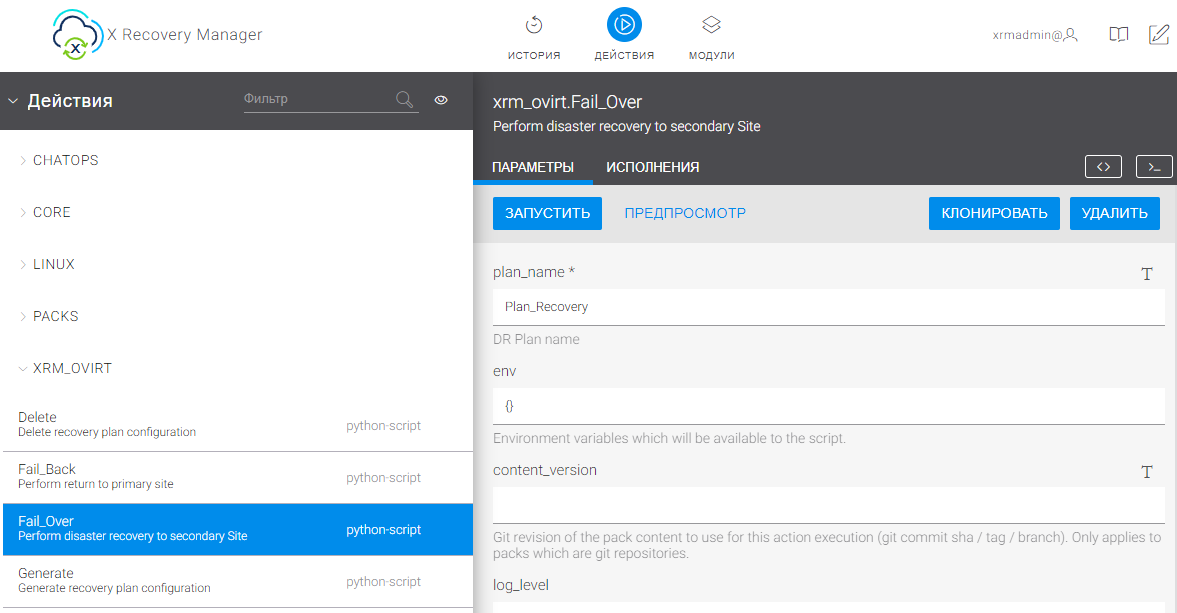 X Recovery Manager
ИСТОРИЯ
ДЕЙСТВИЯ
МОДУЛИ
xrmadmin@
Действия
Фильтр
CHATOPS
CORE
LINUX
PACKS
XRM_OVIRT
Delete
Delete recovery plan configuration
python-script
Fail_Back
Perform return to primary site
python-script
Fail_Over
Perform disaster recovery to secondary Site
python-script
Generate
Generate recovery plan configuration
python-script
xrm_ovirt.Fail_Over
Perform disaster recovery to secondary Site
ПАРАМЕТРЫ ИСПОЛНЕНИЯ
ЗАПУСТИТЬ ПРЕДПРОСМОТР КЛОНИРОВАТЬ УДАЛИТЬ
plan_name *
Plan_Recovery
DR Plan name
env
{}
Environment variables which will be available to the script.
content_version
Git revision of the pack content to use for this action execution (git commit sha / tag / branch). Only applies to
packs which are git repositories.
log_level